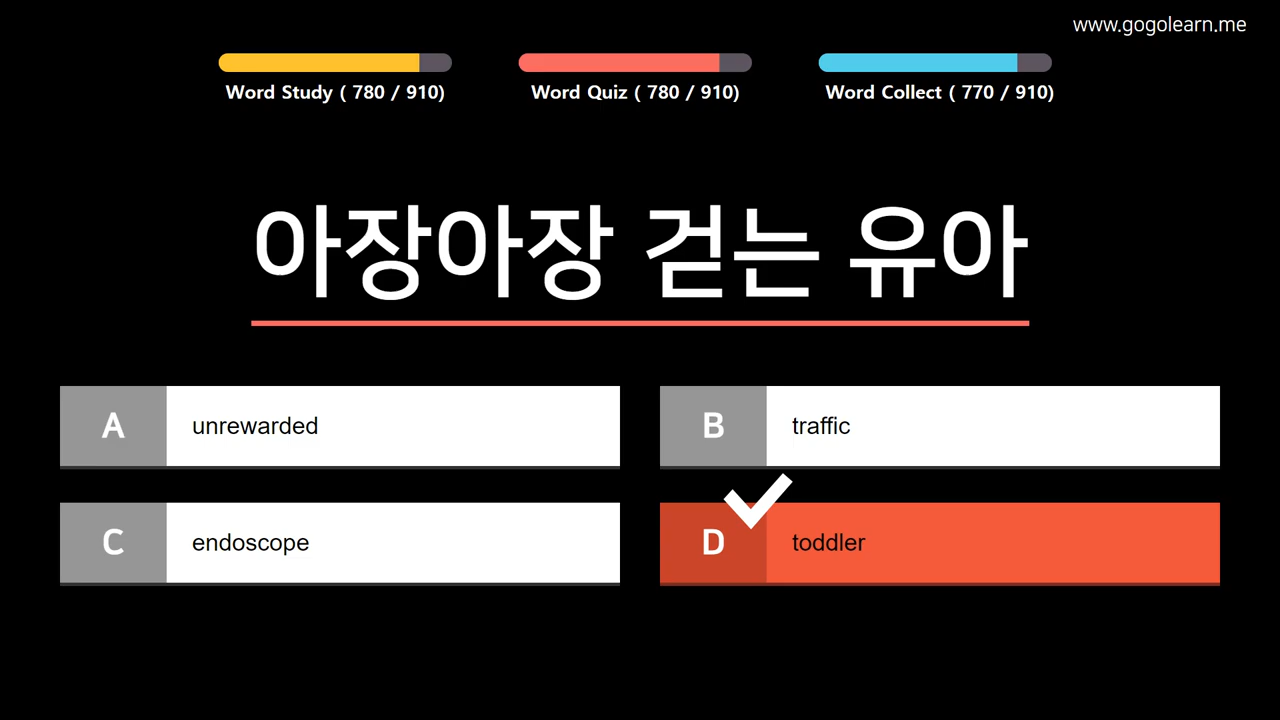 www.gogolearn.me
Word Study ( 780 / 910)
Word Quiz ( 780 / 910)
Word Collect ( 770 / 910)
아장아장 걷는 유아
A unrewarded
B traffic
C endoscope
D toddler